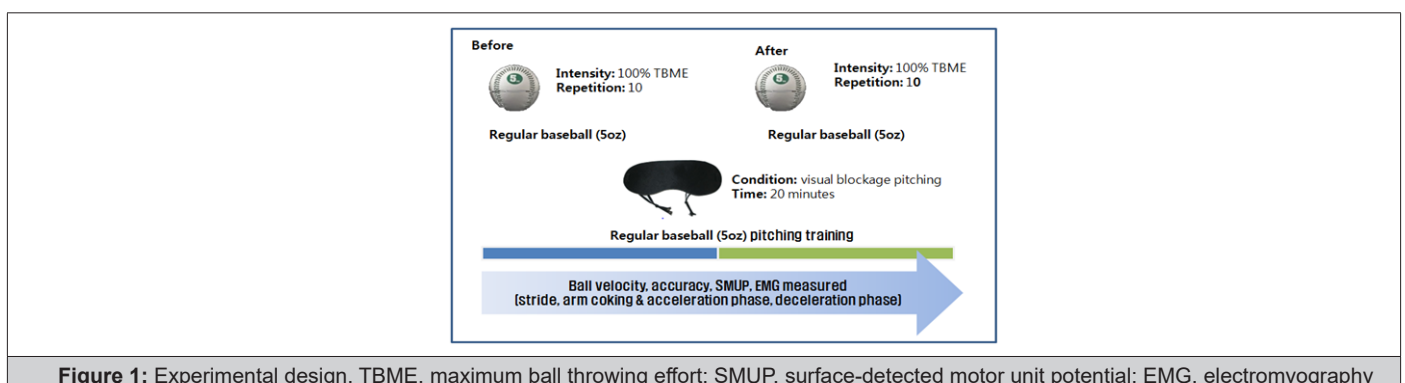 Before
Intensity: 100% TBME
Repetition: 10
5
Regular baseball (5oz)
After
Intensity: 100% TBME
Repetition: 10
5
Regular baseball (5oz)
Condition: visual blockage pitching
Time: 20 minutes
Regular baseball (5oz) pitching training
Ball velocity, accuracy, SMUP, EMG measured
(stride, arm coking & acceleration phase, deceleration phase)
Figure 1: Experimental design. TBME, maximum ball throwing effort; SMUP, surface-detected motor unit potential; EMG, electromyography